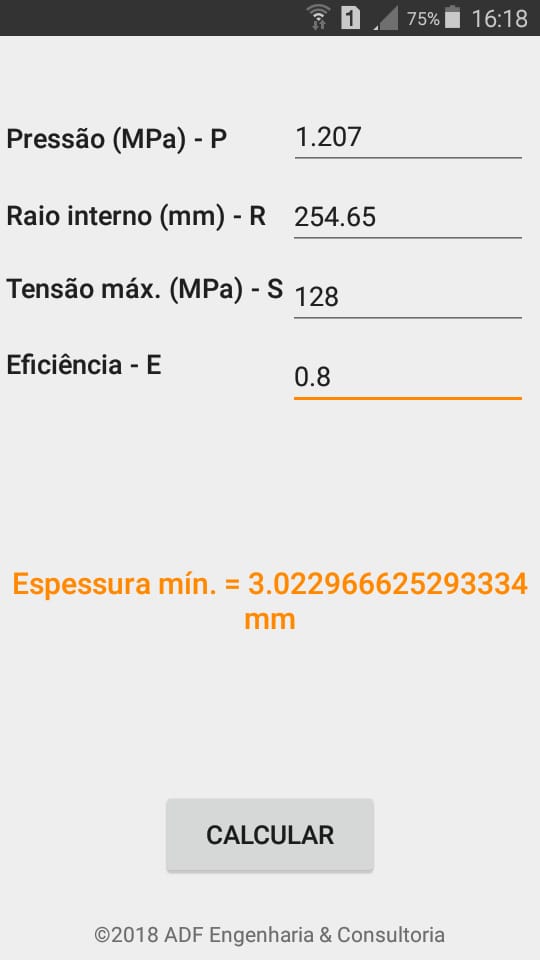 1 75% 16:18
Pressão (MPa) - P 1.207
Raio interno (mm) - R 254.65
Tensão máx. (MPa) - S 128
Eficiência - E 0.8
Espessura mín. = 3.022966625293334
mm
CALCULAR
©2018 ADF Engenharia & Consultoria